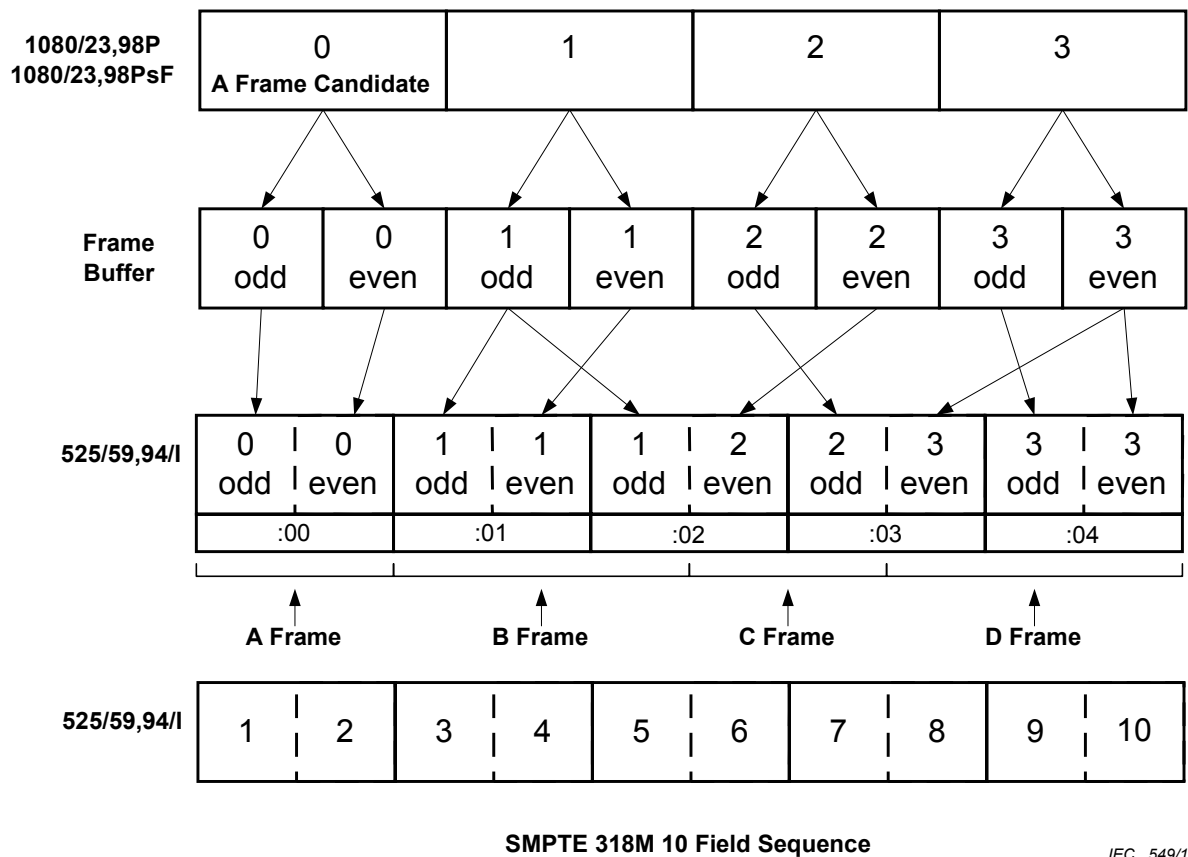 1080/23,98P
1080/23,98PsF
0 1 2 3
A Frame Candidate
Frame
Buffer
0 0 1 1 2 2 3 3
odd even odd even odd even odd even
525/59,94/I
0 0 1 1 1 2 2 3 3 3
odd even odd even odd even odd even odd even
:00 :01 :02 :03 :04
A Frame B Frame C Frame D Frame
525/59,94/I
1 2 3 4 5 6 7 8 9 10
SMPTE 318M 10 Field Sequence
IEC 549/1